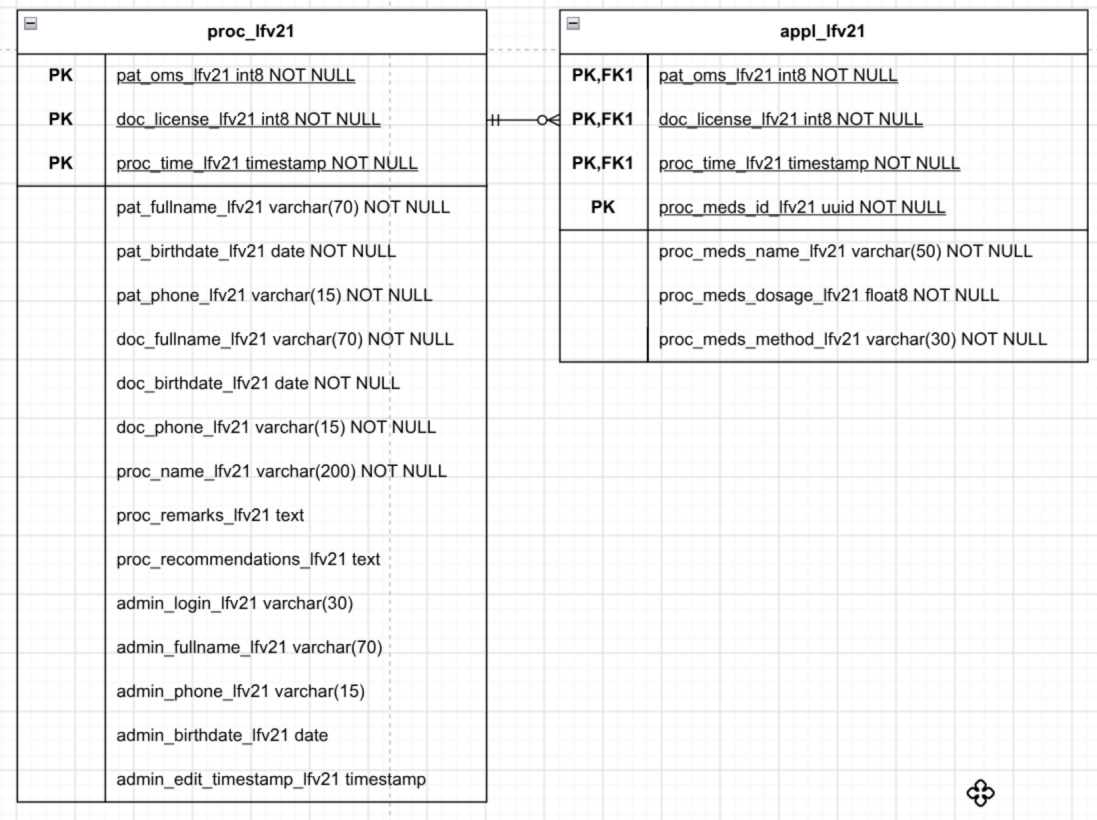 proc_lfv21
PK pat_oms_lfv21 int8 NOT NULL
PK doc_license_lfv21 int8 NOT NULL
PK proc_time_lfv21 timestamp NOT NULL
pat_fullname_lfv21 varchar(70) NOT NULL
pat_birthdate_lfv21 date NOT NULL
pat_phone_lfv21 varchar(15) NOT NULL
doc_fullname_lfv21 varchar(70) NOT NULL
doc_birthdate_lfv21 date NOT NULL
doc_phone_lfv21 varchar(15) NOT NULL
proc_name_lfv21 varchar(200) NOT NULL
proc_remarks_lfv21 text
proc_recommendations_lfv21 text
admin_login_lfv21 varchar(30)
admin_fullname_lfv21 varchar(70)
admin_phone_lfv21 varchar(15)
admin_birthdate_lfv21 date
admin_edit_timestamp_lfv21 timestamp
appl_lfv21
PK,FK1 pat_oms_lfv21 int8 NOT NULL
PK,FK1 doc_license_lfv21 int8 NOT NULL
PK,FK1 proc_time_lfv21 timestamp NOT NULL
PK proc_meds_id_lfv21 uuid NOT NULL
proc_meds_name_lfv21 varchar(50) NOT NULL
proc_meds_dosage_lfv21 float8 NOT NULL
proc_meds_method_lfv21 varchar(30) NOT NULL